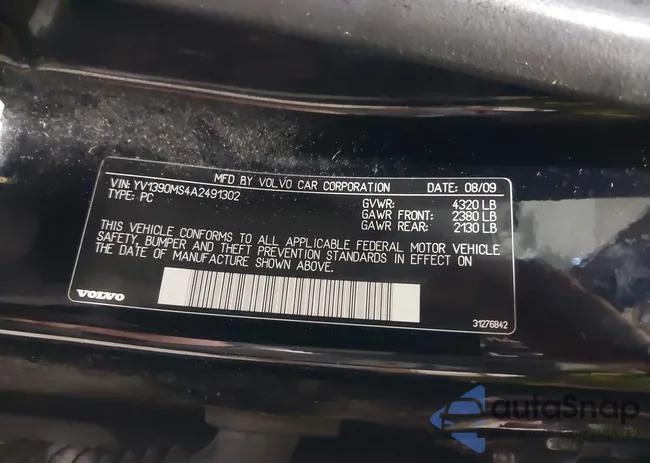 MFD BY VOLVO CAR CORPORATION DATE: 08/09
VIN: YV1390MS4A2491302 GVWR: 4320 LB
TYPE: PC GAWR FRONT: 2380 LB
GAWR REAR: 2130 LB
THIS VEHICLE CONFORMS TO ALL APPLICABLE FEDERAL MOTOR VEHICLE
SAFETY, BUMPER AND THEFT PREVENTION STANDARDS IN EFFECT ON
THE DATE OF MANUFACTURE SHOWN ABOVE.
VOLVO
31276842
autoSnap